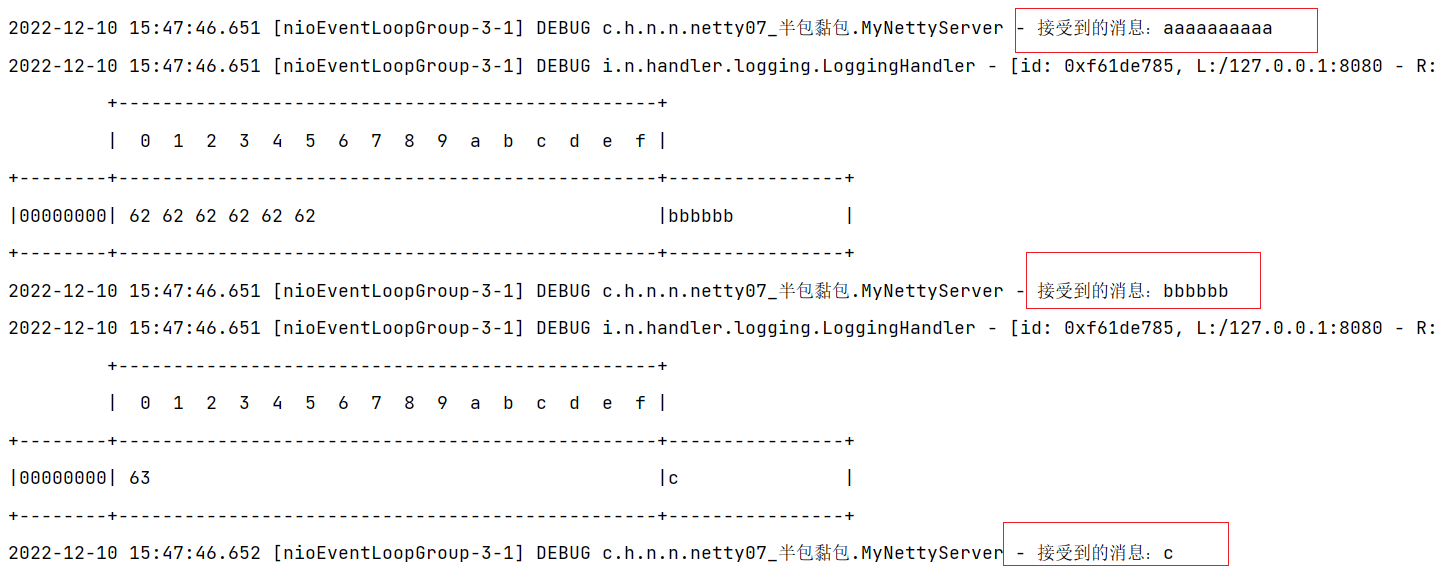 2022-12-10 15:47:46.651 [nioEventLoopGroup-3-1] DEBUG c.h.n.n.netty07_半包黏包.MyNettyServer - 接受到的消息：aaaaaaaaaa
2022-12-10 15:47:46.651 [nioEventLoopGroup-3-1] DEBUG i.n.handler.logging.LoggingHandler - [id: 0xf61de785, L:/127.0.0.1:8080 - R:
         +-------------------------------------------------+
         |  0  1  2  3  4  5  6  7  8  9  a  b  c  d  e  f |
+--------+-------------------------------------------------+----------------+
|00000000| 62 62 62 62 62 62                               |bbbbbb          |
+--------+-------------------------------------------------+----------------+
2022-12-10 15:47:46.651 [nioEventLoopGroup-3-1] DEBUG c.h.n.n.netty07_半包黏包.MyNettyServer - 接受到的消息：bbbbbb
2022-12-10 15:47:46.651 [nioEventLoopGroup-3-1] DEBUG i.n.handler.logging.LoggingHandler - [id: 0xf61de785, L:/127.0.0.1:8080 - R:
         +-------------------------------------------------+
         |  0  1  2  3  4  5  6  7  8  9  a  b  c  d  e  f |
+--------+-------------------------------------------------+----------------+
|00000000| 63                                              |c               |
+--------+-------------------------------------------------+----------------+
2022-12-10 15:47:46.652 [nioEventLoopGroup-3-1] DEBUG c.h.n.n.netty07_半包黏包.MyNettyServer - 接受到的消息：c